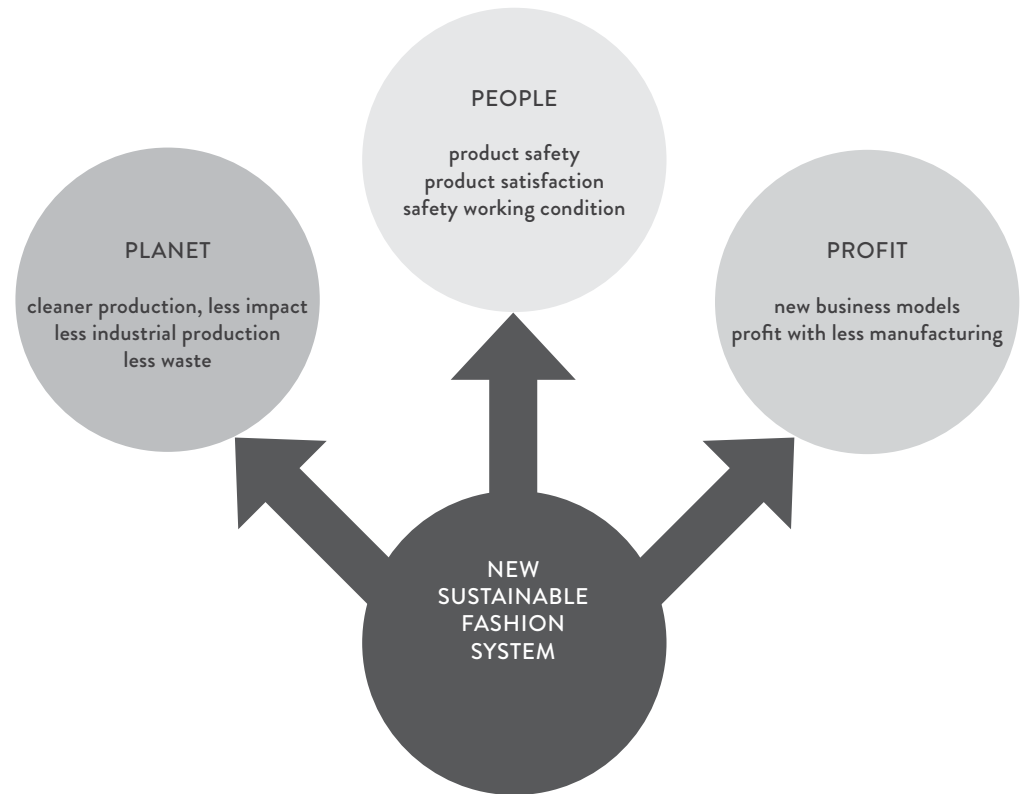 PEOPLE
product safety
product satisfaction
safety working condition
PLANET
cleaner production, less impact
less industrial production
less waste
PROFIT
new business models
profit with less manufacturing
NEW
SUSTAINABLE
FASHION
SYSTEM